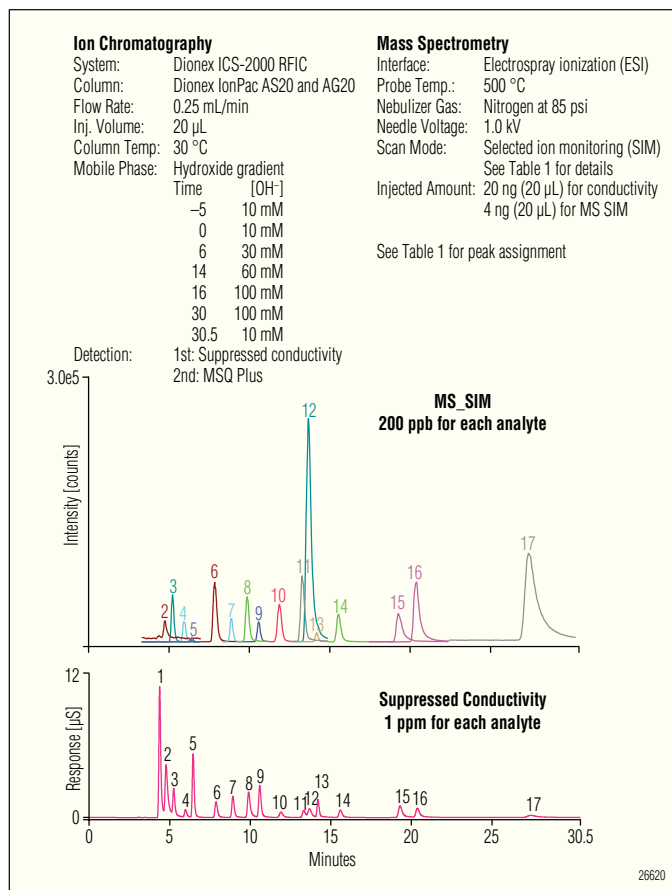 Ion Chromatography
System: Dionex ICS-2000 RFIC
Column: Dionex IonPac AS20 and AG20
Flow Rate: 0.25 mL/min
Inj. Volume: 20 µL
Column Temp: 30 °C
Mobile Phase: Hydroxide gradient
Time [OH⁻]
–5 10 mM
0 10 mM
6 30 mM
14 60 mM
16 100 mM
30 100 mM
30.5 10 mM
Detection: 1st: Suppressed conductivity
2nd: MSQ Plus
Mass Spectrometry
Interface: Electrospray ionization (ESI)
Probe Temp.: 500 °C
Nebulizer Gas: Nitrogen at 85 psi
Needle Voltage: 1.0 kV
Scan Mode: Selected ion monitoring (SIM)
See Table 1 for details
Injected Amount: 20 ng (20 µL) for conductivity
4 ng (20 µL) for MS SIM
See Table 1 for peak assignment
3.0e5
Intensity [counts]
MS_SIM
200 ppb for each analyte
2 3 4 5 6 7 8 9 10 11 12 13 14 15 16 17
12
Response [µS]
0
Suppressed Conductivity
1 ppm for each analyte
1 2 3 4 5 6 7 8 9 10 11 12 13 14 15 16 17
0 5 10 15 20 25 30.5
Minutes
26620